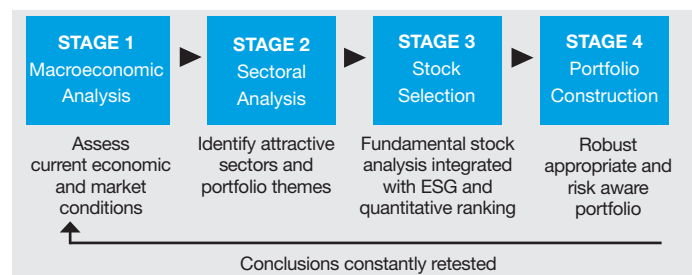 STAGE 1
Macroeconomic
Analysis
Assess
current economic
and market
conditions
STAGE 2
Sectoral
Analysis
Identify attractive
sectors and
portfolio themes
STAGE 3
Stock
Selection
Fundamental stock
analysis integrated
with ESG and
quantitative ranking
STAGE 4
Portfolio
Construction
Robust
appropriate and
risk aware
portfolio
Conclusions constantly retested